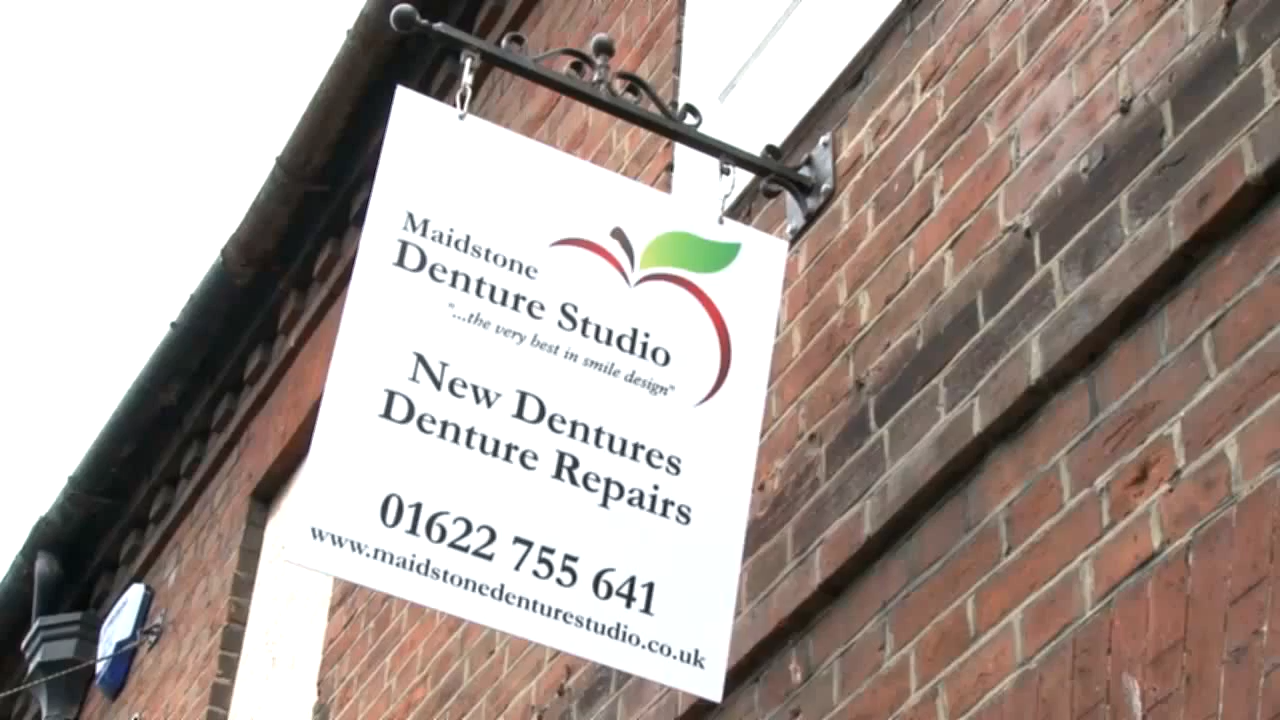 Maidstone
Denture Studio
"...the very best in smile design"
New Dentures
Denture Repairs
01622 755 641
www.maidstonedenturestudio.co.uk